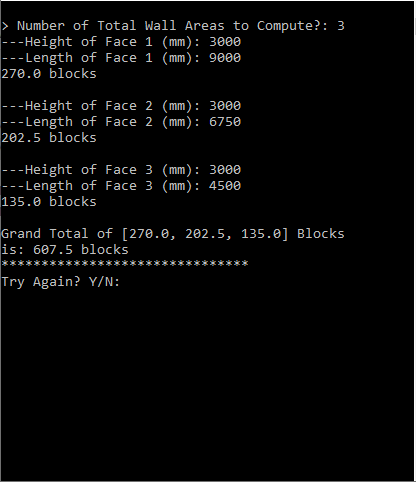 > Number of Total Wall Areas to Compute?: 3
---Height of Face 1 (mm): 3000
---Length of Face 1 (mm): 9000
270.0 blocks
---Height of Face 2 (mm): 3000
---Length of Face 2 (mm): 6750
202.5 blocks
---Height of Face 3 (mm): 3000
---Length of Face 3 (mm): 4500
135.0 blocks
Grand Total of [270.0, 202.5, 135.0] Blocks
is: 607.5 blocks
*******************************
Try Again? Y/N: